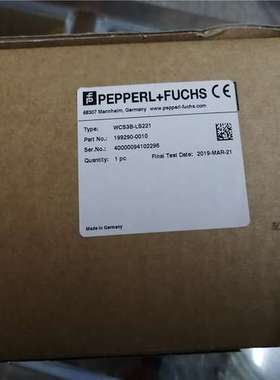 PEPPERL+FUCHS CE
68307 Mannheim, Germany www.pepperl-fuchs.com
Type: WCS3B-LS221
Part No.: 199290-0010
Ser.No.: 40000094102296
Quantity: 1 pc Final Test Date: 2019-MAR-21
Made in Germany